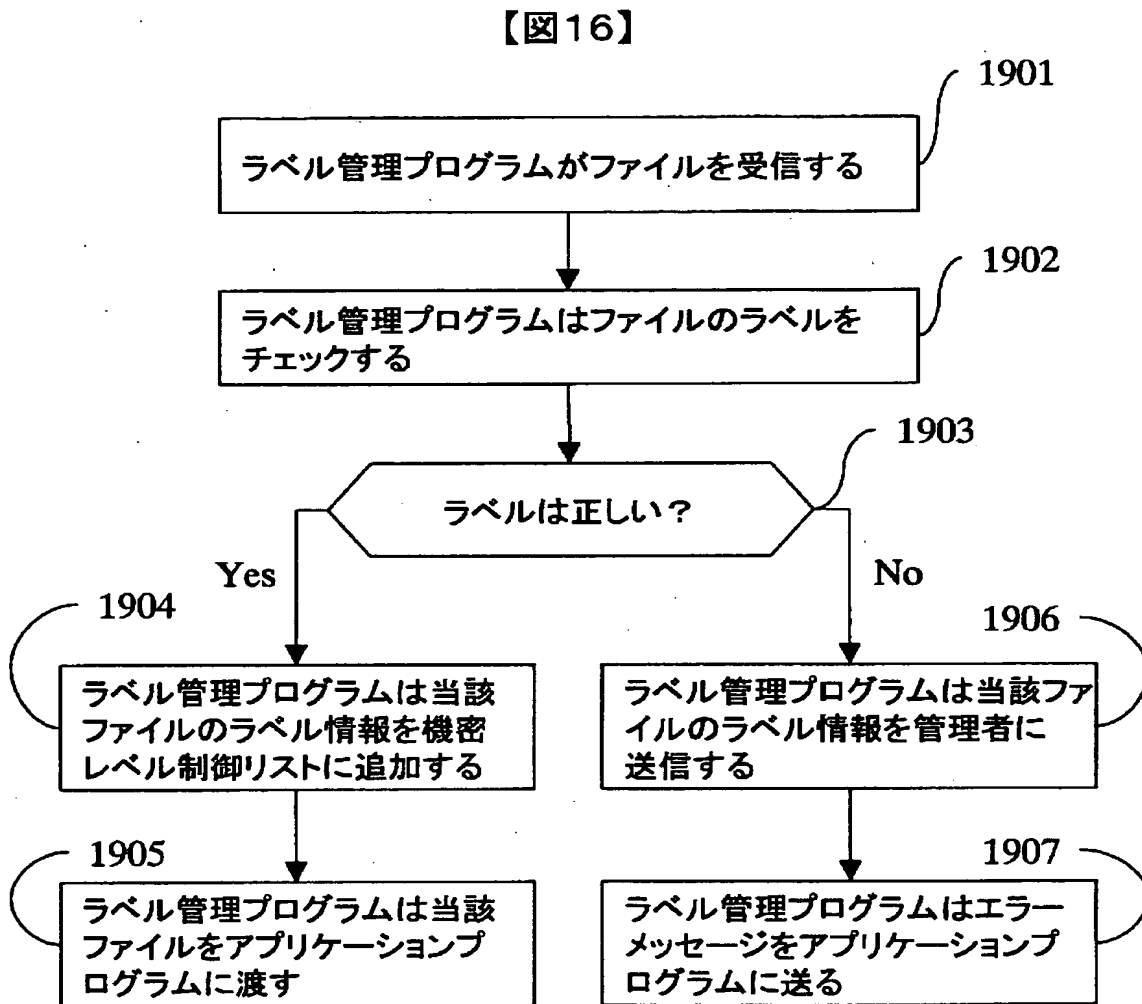 【図16】
1901
ラベル管理プログラムがファイルを受信する
1902
ラベル管理プログラムはファイルのラベルを
チェックする
1903
ラベルは正しい？
Yes
No
1904
ラベル管理プログラムは当該
ファイルのラベル情報を機密
レベル制御リストに追加する
1906
ラベル管理プログラムは当該ファ
イルのラベル情報を管理者に
送信する
1905
ラベル管理プログラムは当該
ファイルをアプリケーションプ
ログラムに渡す
1907
ラベル管理プログラムはエラー
メッセージをアプリケーションプ
ログラムに送る